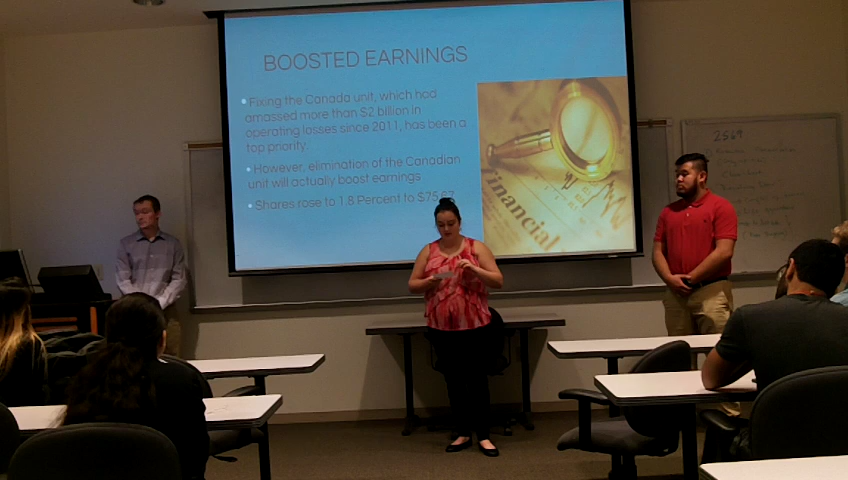 BOOSTED EARNINGS
Fixing the Canada unit, which had
amassed more than $2 billion in
operating losses since 2011, has been a
top priority.
However, elimination of the Canadian
unit will actually boost earnings
Shares rose to 1.8 Percent to $75.67
Financial
2569